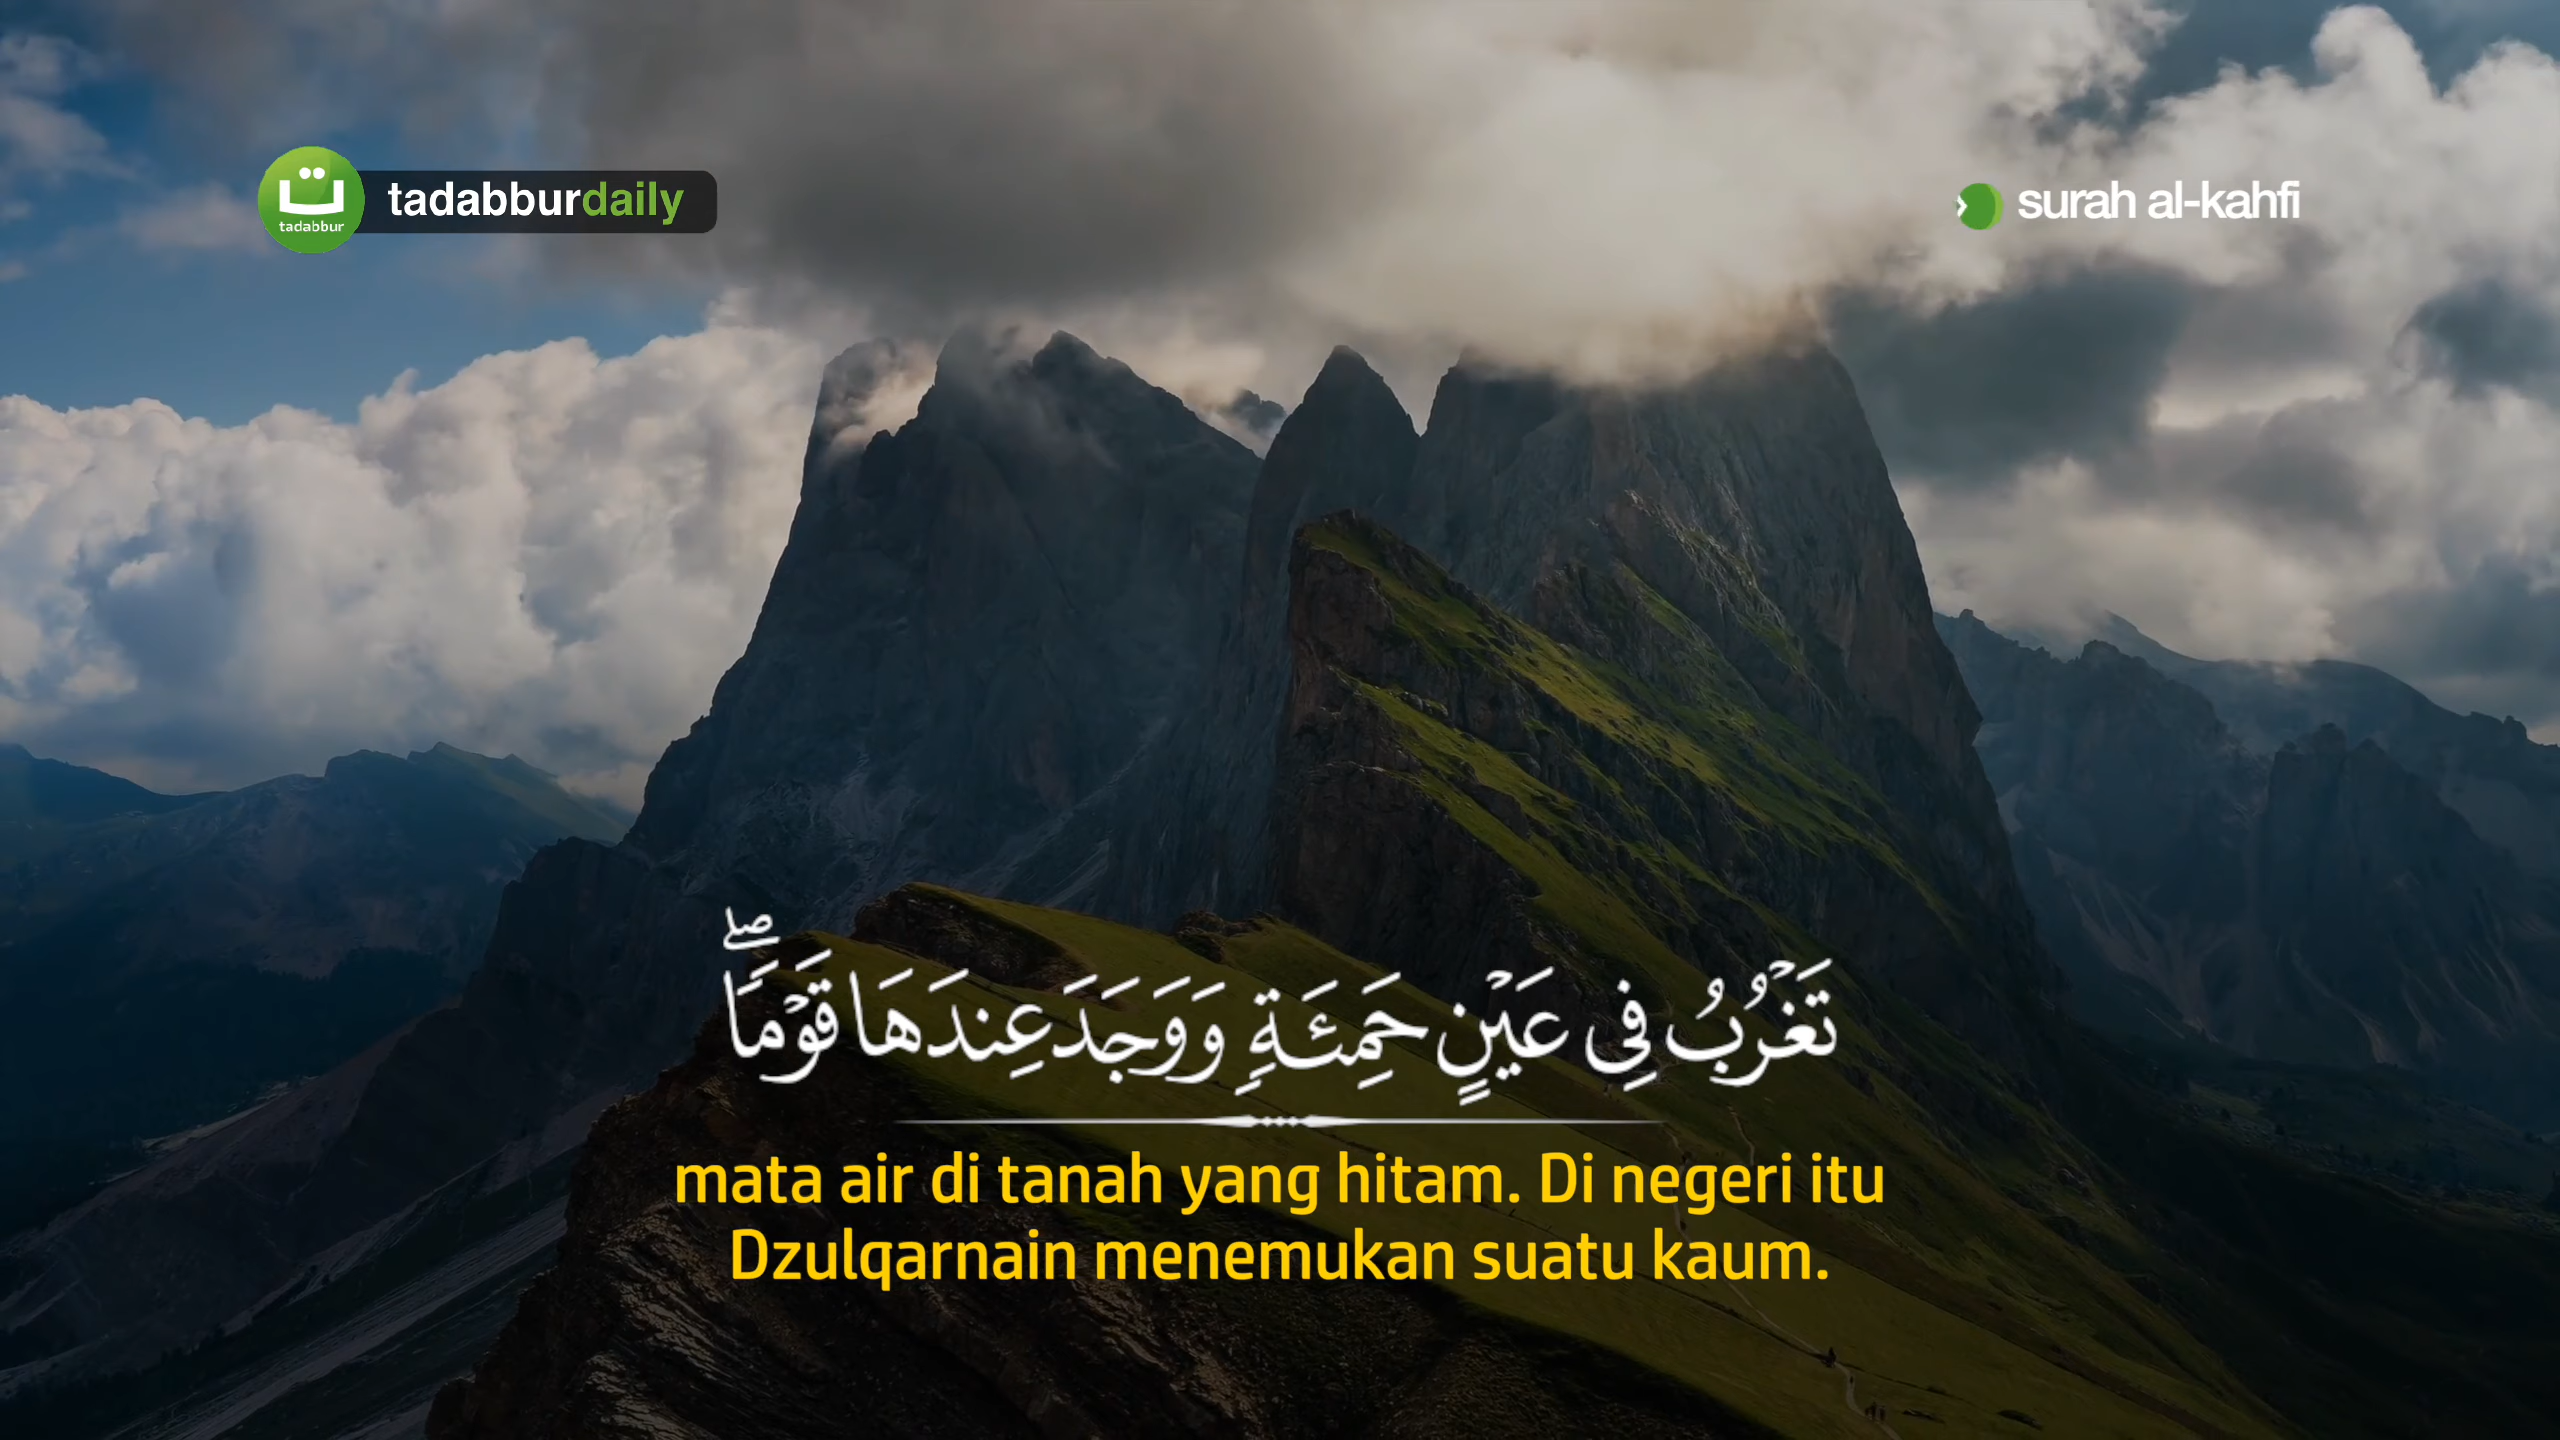 ت
tadabbur
tadabburdaily
surah al-kahfi
تَغْرُبُ فِى عَيْنٍ حَمِئَةٍ وَوَجَدَ عِندَهَا قَوْمًا ۖ
mata air di tanah yang hitam. Di negeri itu
Dzulqarnain menemukan suatu kaum.